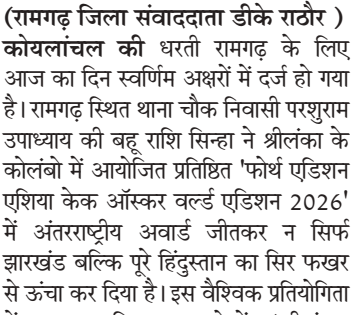 (रामगढ़ जिला संवाददाता डीके राठौर )
कोयलांचल की धरती रामगढ़ के लिए
आज का दिन स्वर्णिम अक्षरों में दर्ज हो गया
है। रामगढ़ स्थित थाना चौक निवासी परशुराम
उपाध्याय की बहू राशि सिन्हा ने श्रीलंका के
कोलंबो में आयोजित प्रतिष्ठित 'फोर्थ एडिशन
एशिया केक ऑस्कर वर्ल्ड एडिशन 2026'
में अंतरराष्ट्रीय अवार्ड जीतकर न सिर्फ
झारखंड बल्कि पूरे हिंदुस्तान का सिर फखर
से ऊंचा कर दिया है। इस वैश्विक प्रतियोगिता